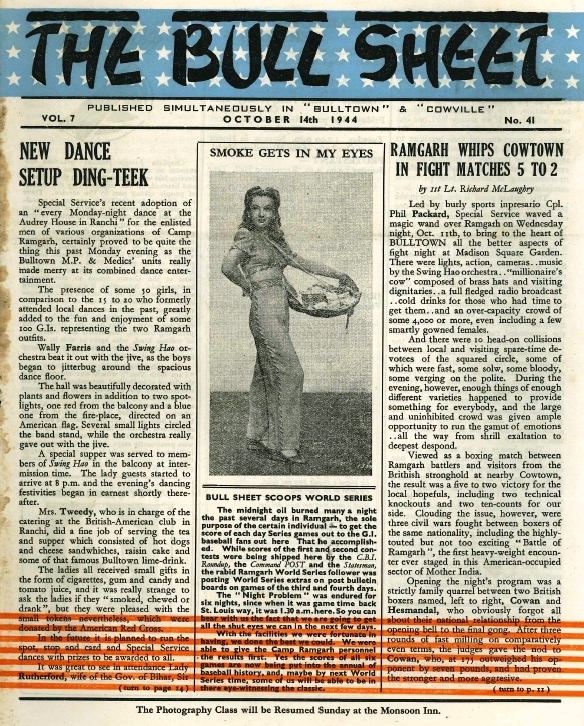 THE BULL SHEET
PUBLISHED SIMULTANEOUSLY IN "BULLTOWN" & "COWVILLE"
VOL. 7 OCTOBER 14th 1944 No. 41
NEW DANCE
SETUP DING-TEEK
Special Service's recent adoption of
an "every Monday-night dance at the
Audrey House in Ranchi" for the enlisted
men of various organizations of Camp
Ramgarh, certainly proved to be quite the
thing this past Monday evening as the
Bulltown M.P. & Medics' units really
made merry at its combined dance enter-
tainment.
The presence of some 50 girls, in
comparison to the 15 to 20 who formerly
attended local dances in the past, greatly
added to the fun and enjoyment of some
100 G.Is. representing the two Ramgarh
outfits.
Wally Farris and the Swing Hao or-
chestra beat it out with the jive, as the boys
began to jitterbug around the spacious
dance floor.
The hall was beautifully decorated with
plants and flowers in addition to two spot-
lights, one red from the balcony and a blue
one from the fire-place, directed on an
American flag. Several small lights circled
the band stand, while the orchestra really
gave out with the jive.
A special supper was served to mem-
bers of Swing Hao in the balcony at inter-
mission time. The lady guests started to
arrive at 8 p.m. and the evening's dancing
festivities began in earnest shortly there-
after.
Mrs. Tweedy, who is in charge of the
catering at the British-American club in
Ranchi, did a fine job of serving the tea
and supper which consisted of hot dogs
and cheese sandwiches, raisin cake and
some of that famous Bulltown lime-drink.
The ladies all received small gifts in
the form of cigarettes, gum and candy and
tomato juice, and it was really strange to
ask the ladies if they "smoked, chewed or
drank", but they were pleased with the
small tokens nevertheless, which were
donated by the American Red Cross.
In the future it is planned to run the
spot, stop and card and Special Service
dances with prizes to be awarded to all.
It was great to see in attendance Lady
Rutherford, wife of the Gov. of Bihar, Sir
(turn to page 14)
SMOKE GETS IN MY EYES
BULL SHEET SCOOPS WORLD SERIES
The midnight oil burned many a night
the past several days in Ramgarh, the sole
purpose of the certain individual — to get the
score of each day Series games out to the G.I.
baseball fans out here That he accomplish-
ed. While scores of the first and second con-
tests were being shipped here by the C.B.I.
Roundup, the Command POST and the Statesman,
the rabid Ramgarh World Series follower was
posting World Series extras on post bulletin
boards on games of the third and fourth days.
The "Night Problem" was endured for
six nights, since when it was game time back
St. Louis way, it was 1.30 a.m. here. So you can
bear with us the fact that we are going to get
all the shut eyes we can in the next few days.
With the facilities we were fortunate in
having, we done the best we could. We were
able to give the Camp Ramgarh personnel
the results first. Yes the scores of all six
games are now being put into the annual of
baseball history, and, maybe by next World
Series time, some of us will be able to be in
there eye-witnessing the classic.
RAMGARH WHIPS COWTOWN
IN FIGHT MATCHES 5 TO 2
by 1st Lt. Richard McLaughry
Led by burly sports inpresario Cpl.
Phil Packard, Special Service waved a
magic wand over Ramgarh on Wednesday
night, Oct. 11th, to bring to the heart of
BULLTOWN all the better aspects of
fight night at Madison Square Garden.
There were lights, action, cameras..music
by the Swing Hao orchestra.."millionaire's
cow" composed of brass hats and visiting
dignitaries..a full fledged radio broadcast
..cold drinks for those who had time to
get them..and an over-capacity crowd of
some 4,000 or more, even including a few
smartly gowned females.
And there were 10 head-on collisions
between local and visiting spare-time de-
votees of the squared circle, some of
which were fast, some solw, some bloody,
some verging on the polite. During the
evening, however, enough things of enough
different varieties happened to provide
something for everybody, and the large
and uninhibited crowd was given ample
opportunity to run the gamut of emotions
..all the way from shrill exaltation to
deepest despond.
Viewed as a boxing match between
Ramgarh battlers and visitors from the
British stronghold at nearby Cowtown,
the result was a five to two victory for the
local hopefuls, including two technical
knockouts and two ten-counts for our
side. Clouding the issue, however, were
three civil wars fought between boxers of
the same nationality, including the highly-
touted but not too exciting "Battle of
Ramgarh", the first heavy-weight encoun-
ter ever staged in this American-occupied
sector of Mother India.
Opening the night's program was a
strictly family quarrel between two British
boxers named, left to right, Cowan and
Hesmandal, who obviously forgot all
about their national relationship from the
opening bell to the final gong. After three
rounds of fast milling on comparatively
even terms, the judges gave the nod to
Cowan, who, at 175 outweighed his op-
ponent by seven pounds, and had proven
the stronger and more aggesive.
(turn to p. 11)
The Photography Class will be Resumed Sunday at the Monsoon Inn.